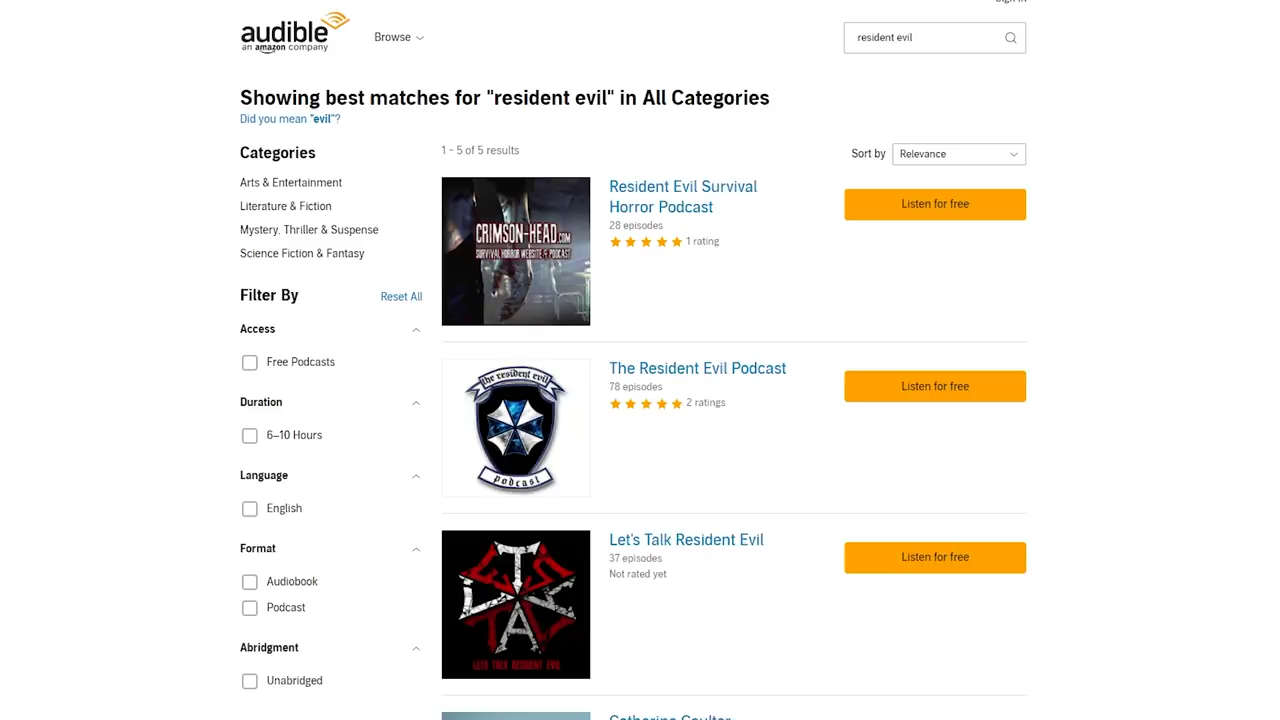 Sign in
audible
an amazon company
Browse
resident evil
Showing best matches for "resident evil" in All Categories
Did you mean "evil"?
Categories
Arts & Entertainment
Literature & Fiction
Mystery, Thriller & Suspense
Science Fiction & Fantasy
Filter By
Reset All
Access
Free Podcasts
Duration
6–10 Hours
Language
English
Format
Audiobook
Podcast
Abridgment
Unabridged
1 - 5 of 5 results
Sort by
Relevance
CRIMSON-HEAD.COM
SURVIVAL HORROR WEBSITE & PODCAST
Resident Evil Survival
Horror Podcast
28 episodes
1 rating
Listen for free
the resident evil
podcast
The Resident Evil Podcast
78 episodes
2 ratings
Listen for free
LETS TALK RESIDENT EVIL
Let's Talk Resident Evil
37 episodes
Not rated yet
Listen for free
Catherine Coulter